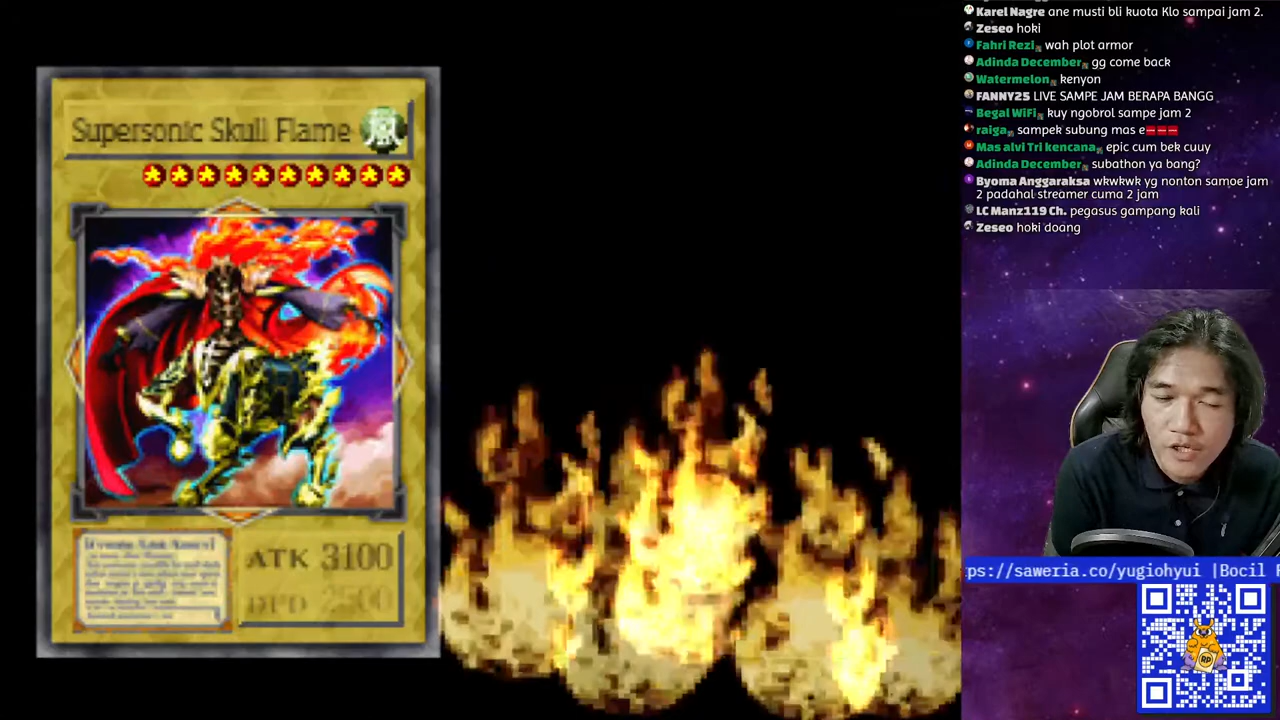 Supersonic Skull Flame
ATK 3100
Karel Nagre ane musti bli kuota Klo sampai jam 2.
Zeseo hoki
Fahri Rezi wah plot armor
Adinda December gg come back
Watermelon kenyon
FANNY25 LIVE SAMPE JAM BERAPA BANGG
Begal WiFi kuy ngobrol sampe jam 2
raiga sampek subung mas e
Mas alvi Tri kencana epic cum bek cuuy
Adinda December subathon ya bang?
Byoma Anggaraksa wkwkwk yg nonton samoe jam
2 padahal streamer cuma 2 jam
LC Manz119 Ch. pegasus gampang kali
Zeseo hoki doang
ps://saweria.co/yugiohyui |Bocil
RP